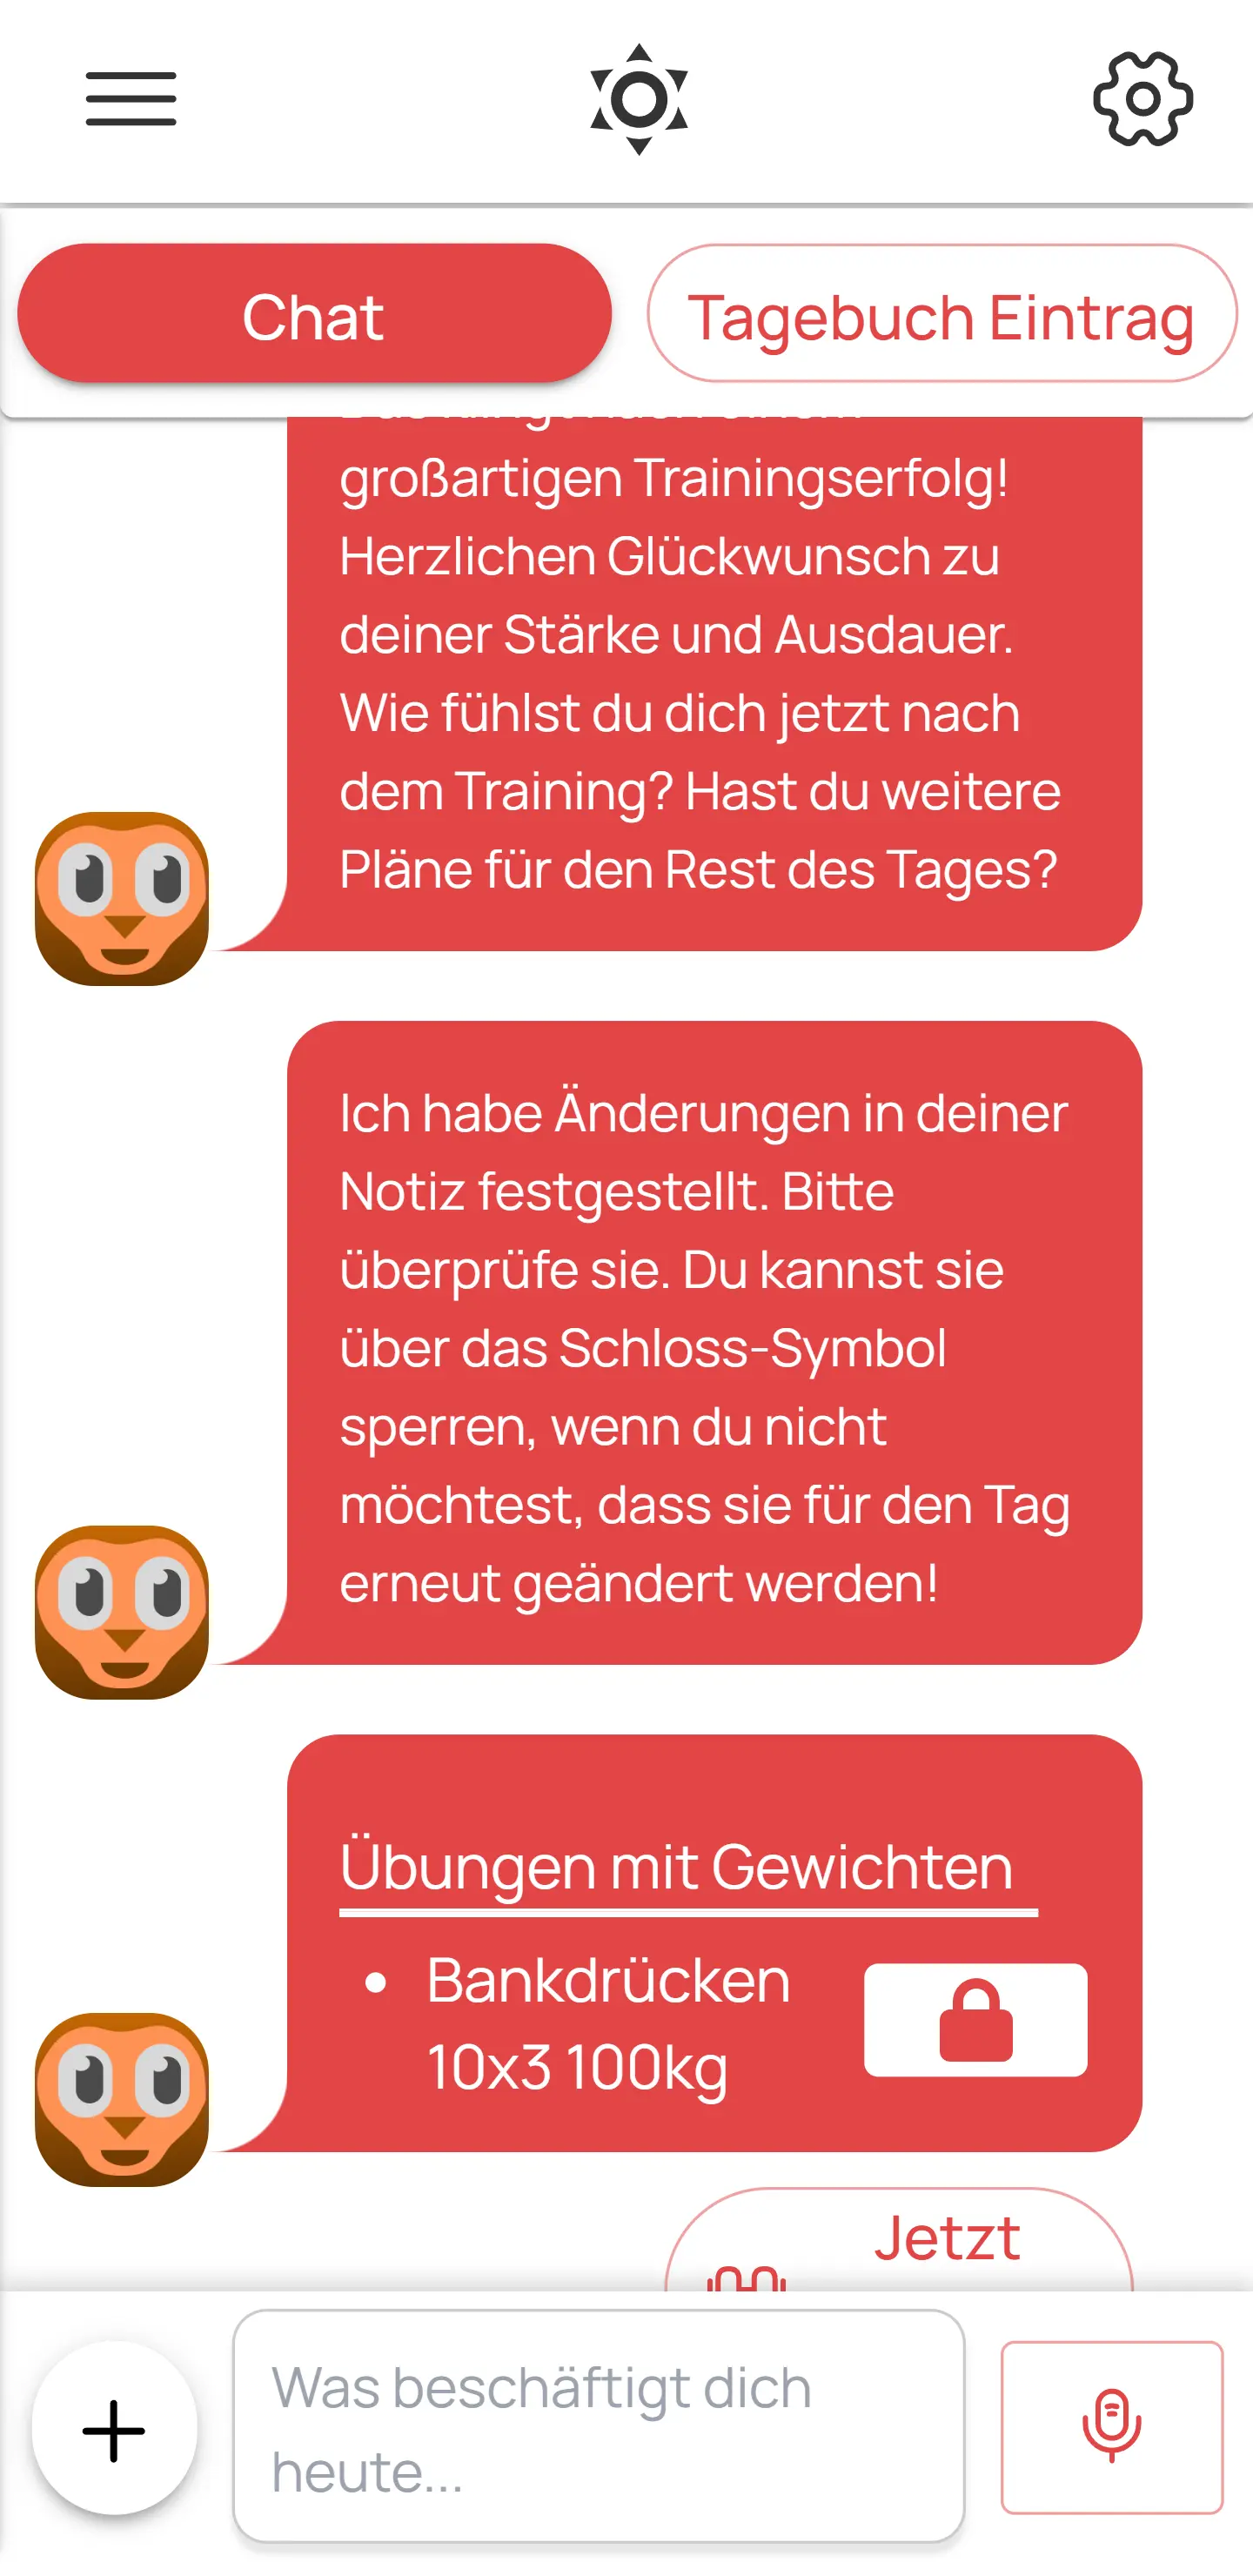 Chat
Tagebuch Eintrag
großartigen Trainingserfolg!
Herzlichen Glückwunsch zu
deiner Stärke und Ausdauer.
Wie fühlst du dich jetzt nach
dem Training? Hast du weitere
Pläne für den Rest des Tages?
Ich habe Änderungen in deiner
Notiz festgestellt. Bitte
überprüfe sie. Du kannst sie
über das Schloss-Symbol
sperren, wenn du nicht
möchtest, dass sie für den Tag
erneut geändert werden!
Übungen mit Gewichten
• Bankdrücken
10x3 100kg
Jetzt
Was beschäftigt dich
heute...